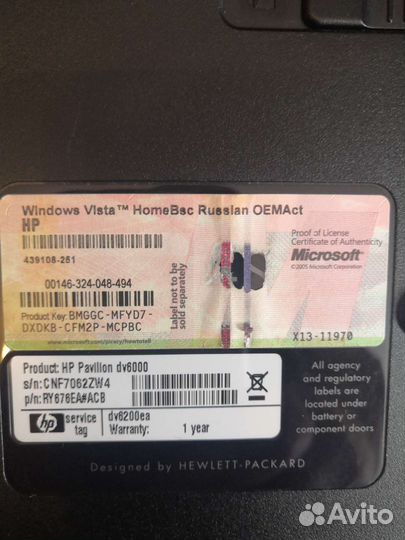 Windows Vista™ HomeBsc Russian OEMAct
HP
439108-251
00146-324-048-494
Product Key: BMGGC-MFYD7-
DXDKB-CFM2P-MCPBC
Label not to be
sold separately
Proof of License
Certificate of Authenticity
Microsoft
©2005 Microsoft Corporation
X13-11970
Product: HP Pavilion dv6000
s/n: CNF7062ZW4
p/n: RY676EA#ACB
hp
service
tag
dv6200ea
Warranty:
1 year
All agency
and regulatory
labels are
located under
battery or
component doors
Designed by HEWLETT-PACKARD
Avito